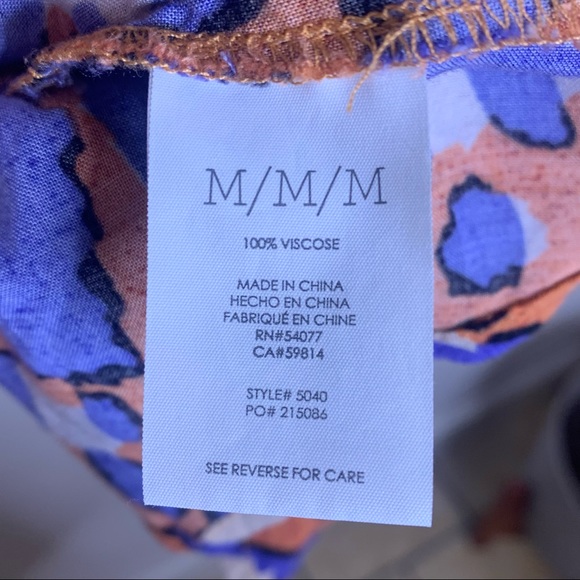 M/M/M
100% VISCOSE
MADE IN CHINA
HECHO EN CHINA
FABRIQUÉ EN CHINE
RN#54077
CA#59814
STYLE# 5040
PO# 215086
SEE REVERSE FOR CARE